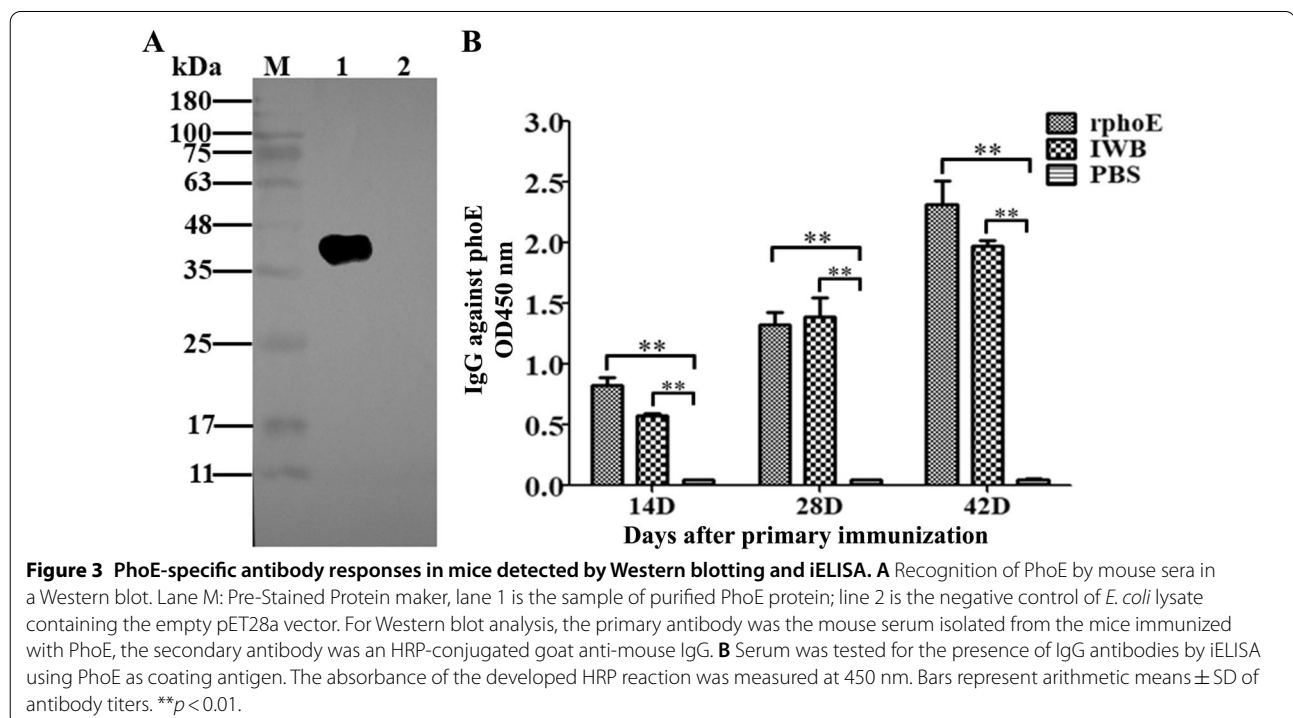 A
kDa M 1 2
180
100
75
63
48
35
25
17
11
B
IgG against phoE
OD450 nm
3.0
2.5
2.0
1.5
1.0
0.5
0.0
** ** ** ** ** **
rphoE
IWB
PBS
14D 28D 42D
Days after primary immunization
Figure 3 PhoE-specific antibody responses in mice detected by Western blotting and iELISA. A Recognition of PhoE by mouse sera in
a Western blot. Lane M: Pre-Stained Protein maker, lane 1 is the sample of purified PhoE protein; line 2 is the negative control of E. coli lysate
containing the empty pET28a vector. For Western blot analysis, the primary antibody was the mouse serum isolated from the mice immunized
with PhoE, the secondary antibody was an HRP-conjugated goat anti-mouse IgG. B Serum was tested for the presence of IgG antibodies by iELISA
using PhoE as coating antigen. The absorbance of the developed HRP reaction was measured at 450 nm. Bars represent arithmetic means ± SD of
antibody titers. **p < 0.01.